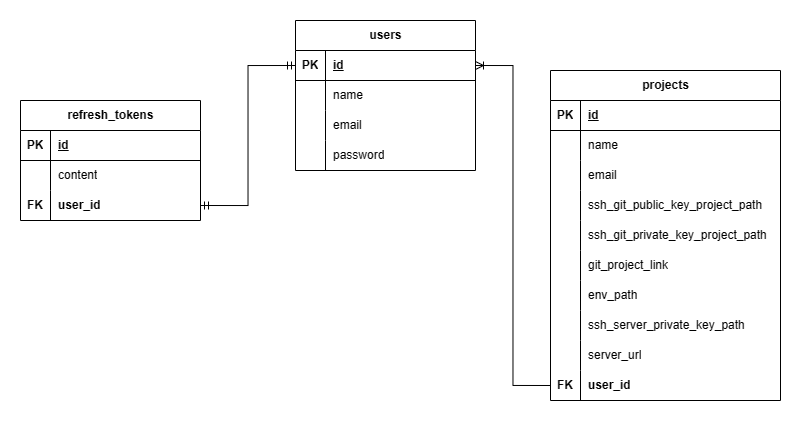 users
PK id
name
email
password
refresh_tokens
PK id
content
FK user_id
projects
PK id
name
email
ssh_git_public_key_project_path
ssh_git_private_key_project_path
git_project_link
env_path
ssh_server_private_key_path
server_url
FK user_id